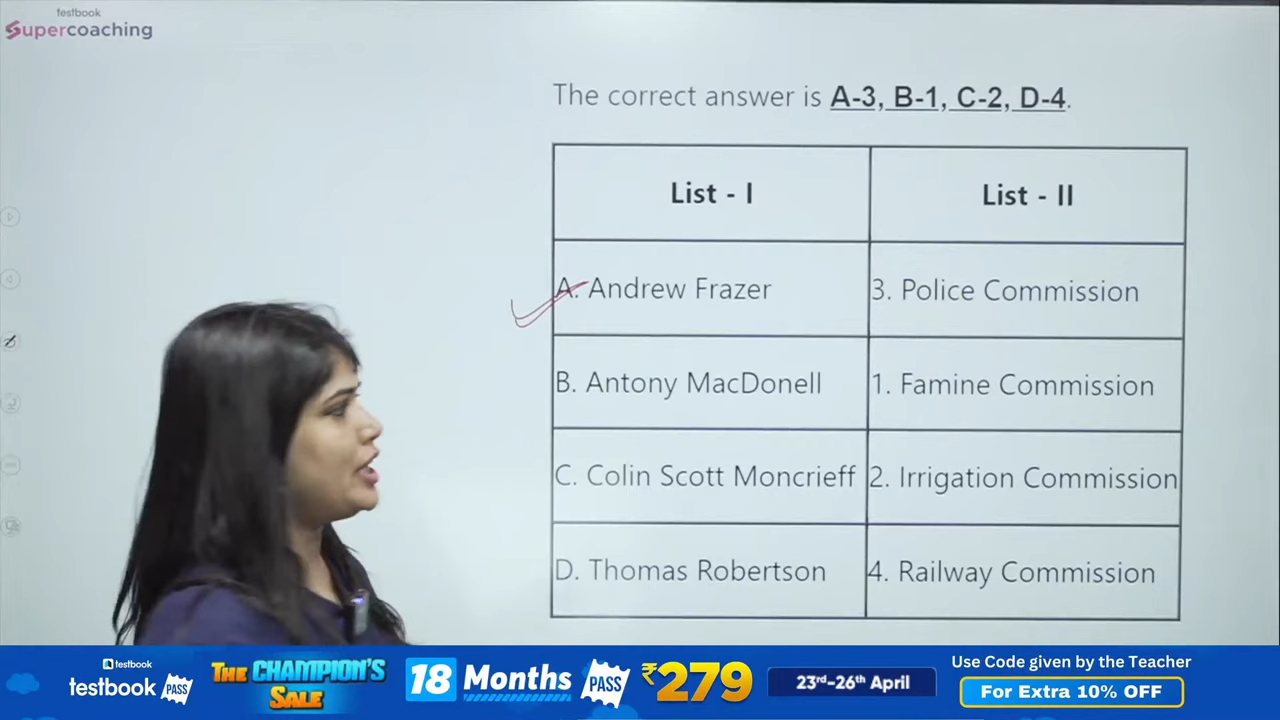 testbook
Supercoaching
The correct answer is A-3, B-1, C-2, D-4.
List - I
List - II
A. Andrew Frazer
3. Police Commission
B. Antony MacDonell
1. Famine Commission
C. Colin Scott Moncrieff
2. Irrigation Commission
D. Thomas Robertson
4. Railway Commission
testbook
testbook PASS
THE CHAMPION'S
SALE
18 Months PASS ₹279
23rd-26th April
Use Code given by the Teacher
For Extra 10% OFF